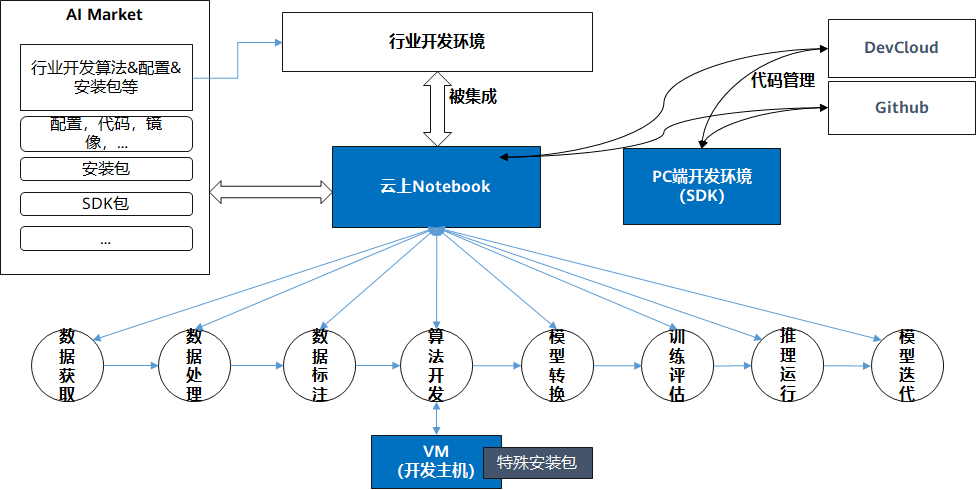 AI Market
行业开发算法&配置&
安装包等
配置，代码，镜
像，...
安装包
SDK包
...
行业开发环境
被集成
云上Notebook
代码管理
DevCloud
Github
PC端开发环境
（SDK）
数据获取
数据处理
数据标注
算法开发
模型转换
训练评估
推理运行
模型迭代
VM
（开发主机）
特殊安装包